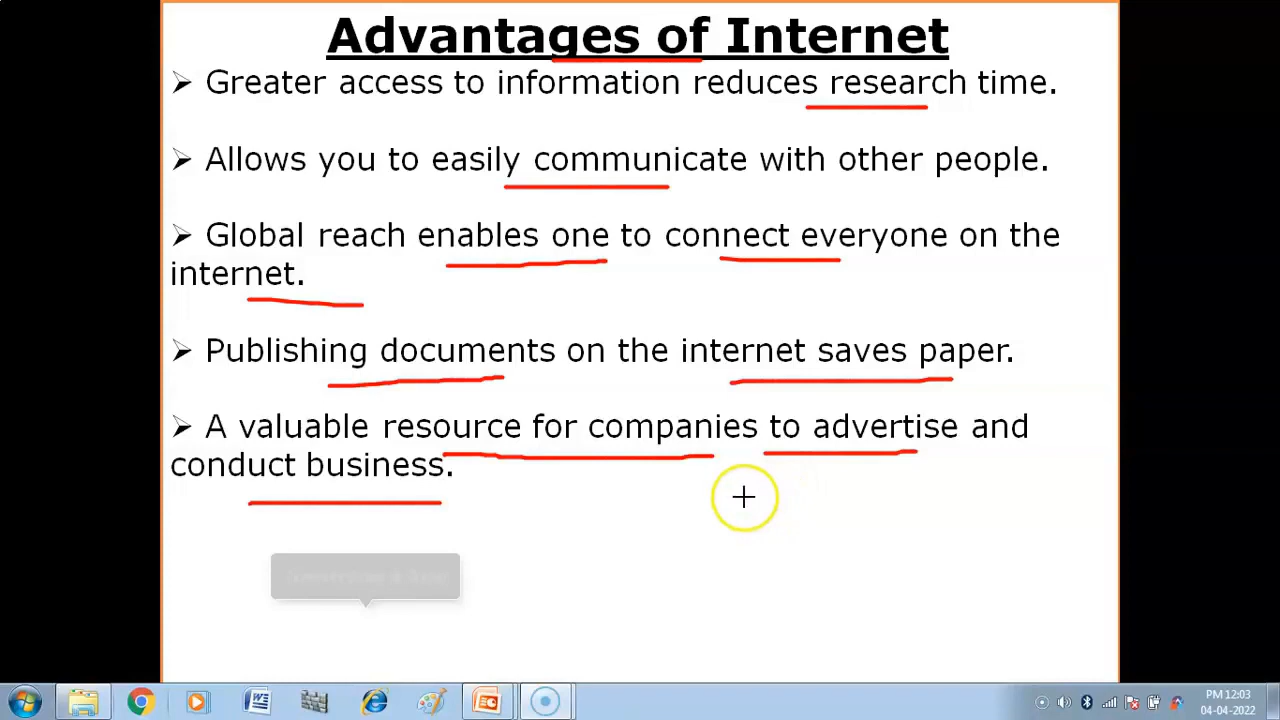 Advantages of Internet
➢ Greater access to information reduces research time.
➢ Allows you to easily communicate with other people.
➢ Global reach enables one to connect everyone on the
internet.
➢ Publishing documents on the internet saves paper.
➢ A valuable resource for companies to advertise and
conduct business.
PM 12:03
04-04-2022